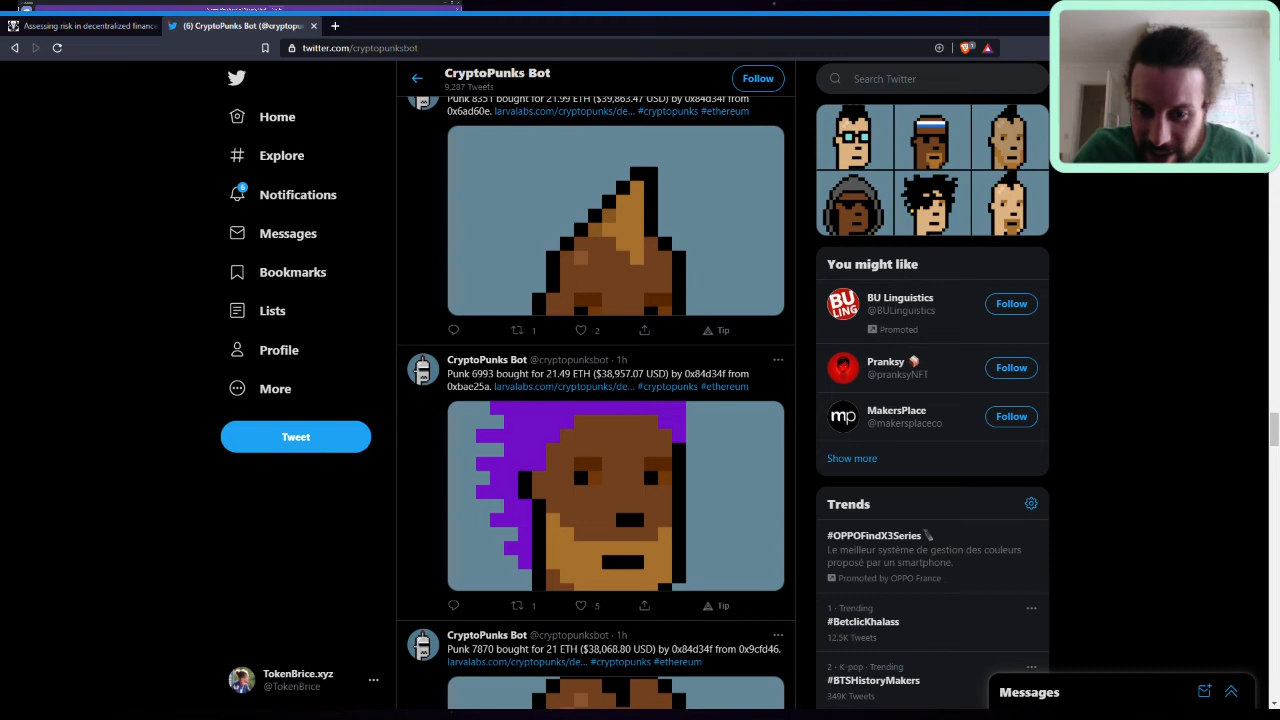 Assessing risk in decentralized finance
(6) CryptoPunks Bot (@cryptopu
twitter.com/cryptopunksbot
1
CryptoPunks Bot
9,287 Tweets
Follow
Search Twitter
Home
Explore
6
Notifications
Messages
Bookmarks
Lists
Profile
More
Tweet
TokenBrice.xyz
@TokenBrice
Punk 8351 bought for 21.99 ETH ($39,863.47 USD) by 0x84d34f from
0x6ad60e. larvalabs.com/cryptopunks/de... #cryptopunks #ethereum
1
2
Tip
CryptoPunks Bot @cryptopunksbot · 1h
Punk 6993 bought for 21.49 ETH ($38,957.07 USD) by 0x84d34f from
0xbae25a. larvalabs.com/cryptopunks/de... #cryptopunks #ethereum
1
5
Tip
CryptoPunks Bot @cryptopunksbot · 1h
Punk 7870 bought for 21 ETH ($38,068.80 USD) by 0x84d34f from 0x9cfd46.
larvalabs.com/cryptopunks/de... #cryptopunks #ethereum
You might like
BU
LING
BU Linguistics
@BULinguistics
Promoted
Follow
Pranksy
@pranksyNFT
Follow
mp
MakersPlace
@makersplaceco
Follow
Show more
Trends
#OPPOFindX3Series
Le meilleur système de gestion des couleurs
proposé par un smartphone.
Promoted by OPPO France
1 · Trending
#BetclicKhalass
12.5K Tweets
2 · K-pop · Trending
#BTSHistoryMakers
349K Tweets
Messages